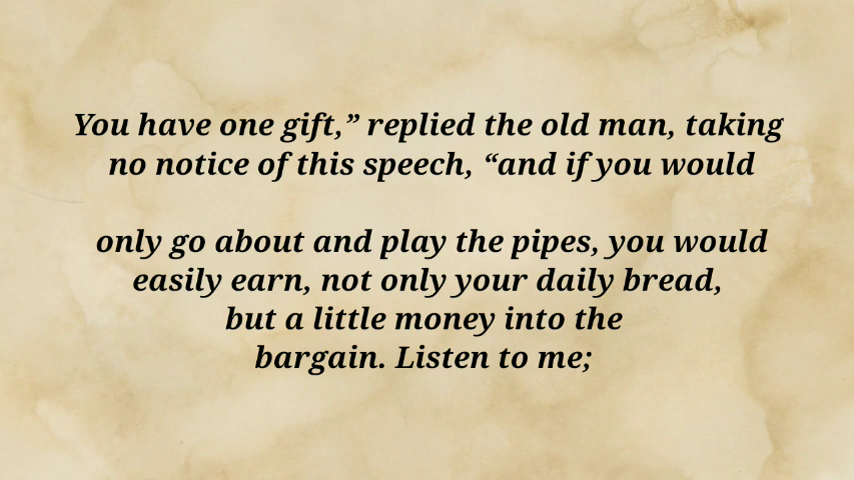 You have one gift,” replied the old man, taking
no notice of this speech, “and if you would
only go about and play the pipes, you would
easily earn, not only your daily bread,
but a little money into the
bargain. Listen to me;